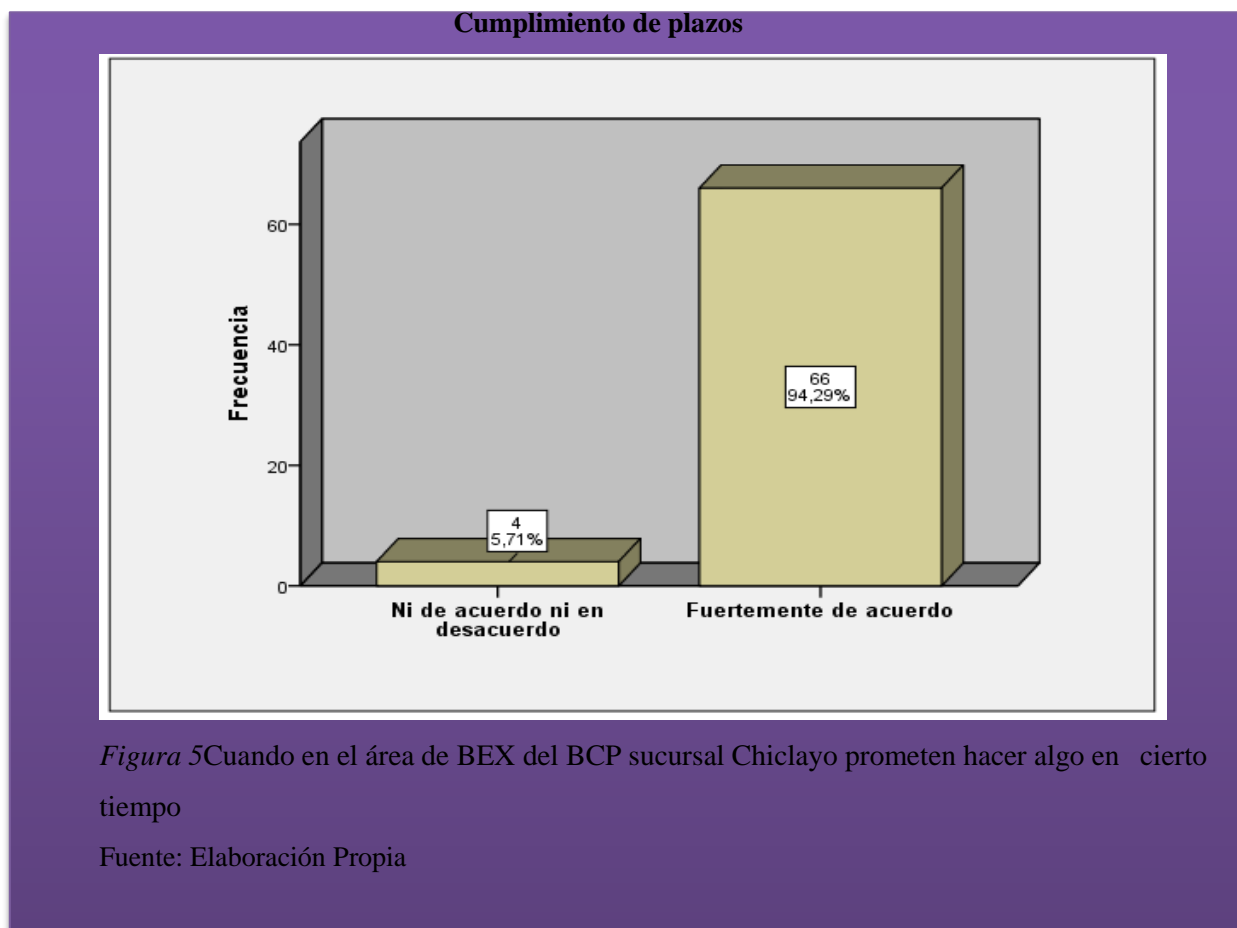 Cumplimiento de plazos
Frecuencia
60
40
20
0
66
94,29%
4
5,71%
Ni de acuerdo ni en
desacuerdo
Fuertemente de acuerdo
Figura 5Cuando en el área de BEX del BCP sucursal Chiclayo prometen hacer algo en cierto
tiempo
Fuente: Elaboración Propia